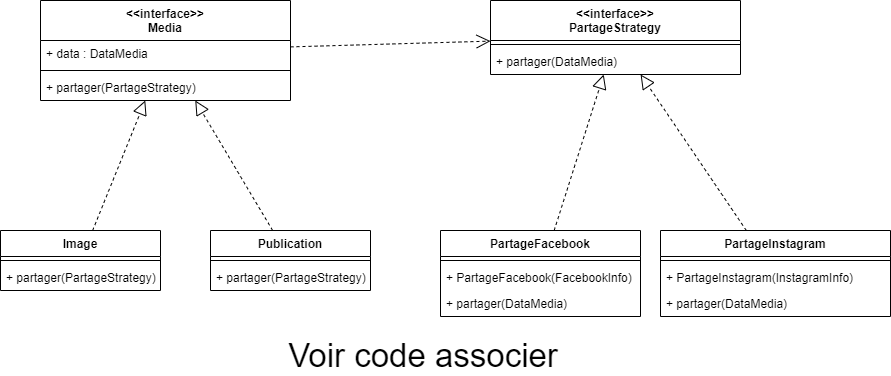 <<interface>>
Media
+ data : DataMedia
+ partager(PartageStrategy)
<<interface>>
PartageStrategy
+ partager(DataMedia)
Image
+ partager(PartageStrategy)
Publication
+ partager(PartageStrategy)
PartageFacebook
+ PartageFacebook(FacebookInfo)
+ partager(DataMedia)
PartageInstagram
+ PartageInstagram(InstagramInfo)
+ partager(DataMedia)
Voir code associer